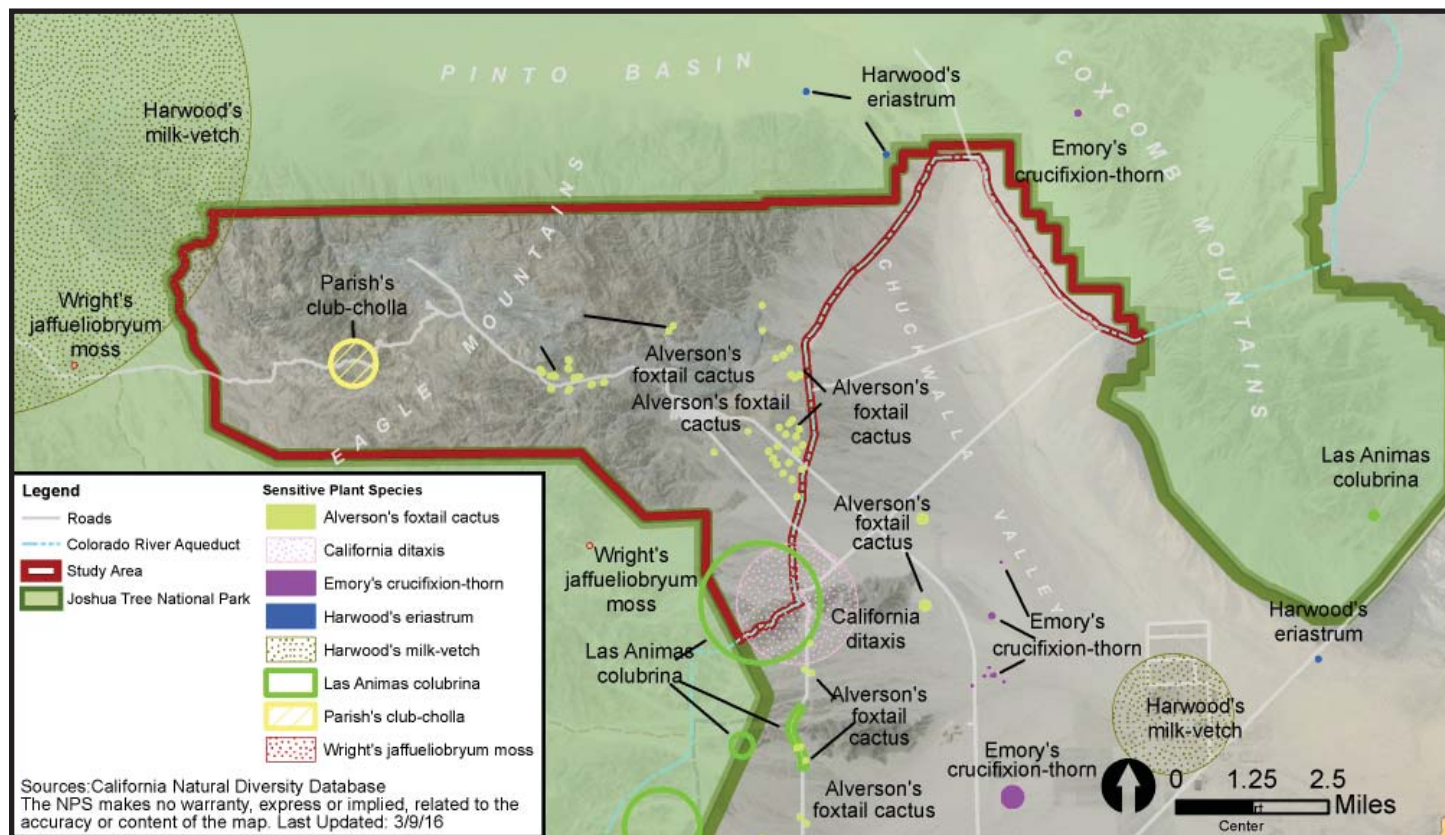 PINTO BASIN
COXCOMB MOUNTAINS
Harwood's
eriastrum
Harwood's
milk-vetch
Emory's
crucifixion-thorn
EAGLE MOUNTAINS
CHUCKWALLA VALLEY
Parish's
club-cholla
Wright's
jaffueliobryum
moss
Alverson's
foxtail cactus
Alverson's foxtail
cactus
Alverson's
foxtail
cactus
Las Animas
colubrina
Alverson's
foxtail
cactus
Wright's
jaffueliobryum
moss
California
ditaxis
Emory's
crucifixion-thorn
Harwood's
eriastrum
Las Animas
colubrina
Alverson's
foxtail
cactus
Harwood's
milk-vetch
Emory's
crucifixion-thorn
Alverson's
foxtail cactus
Legend
Roads
Colorado River Aqueduct
Study Area
Joshua Tree National Park
Sensitive Plant Species
Alverson's foxtail cactus
California ditaxis
Emory's crucifixion-thorn
Harwood's eriastrum
Harwood's milk-vetch
Las Animas colubrina
Parish's club-cholla
Wright's jaffueliobryum moss
Sources:California Natural Diversity Database
The NPS makes no warranty, express or implied, related to the
accuracy or content of the map. Last Updated: 3/9/16
0 1.25 2.5
Miles
Center